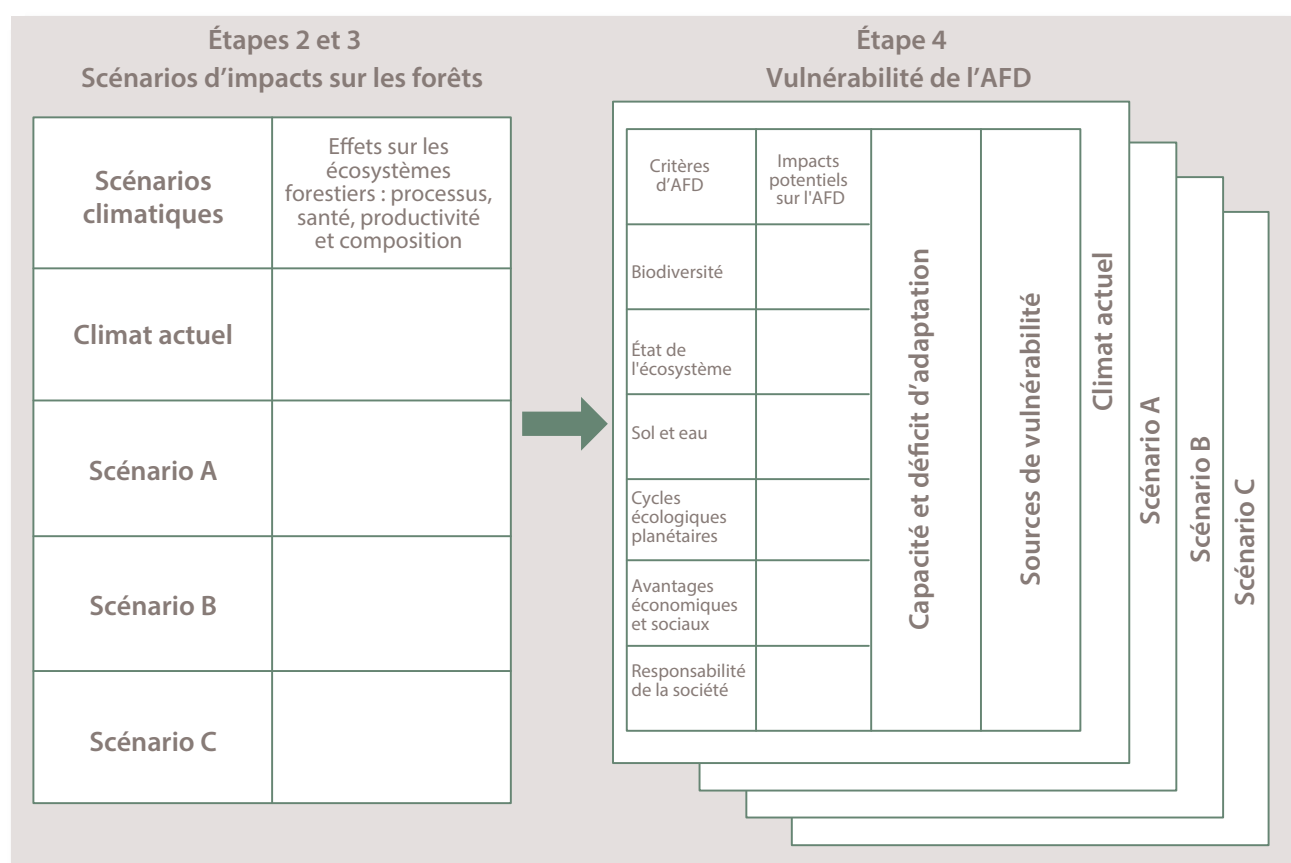 Étapes 2 et 3
Scénarios d'impacts sur les forêts
Scénarios
climatiques
Effets sur les
écosystèmes
forestiers : processus,
santé, productivité
et composition
Climat actuel
Scénario A
Scénario B
Scénario C
Étape 4
Vulnérabilité de l'AFD
Critères
d'AFD
Impacts
potentiels
sur l'AFD
Biodiversité
État de
l'écosystème
Sol et eau
Cycles
écologiques
planétaires
Avantages
économiques
et sociaux
Responsabilité
de la société
Capacité et déficit d'adaptation
Sources de vulnérabilité
Climat actuel
Scénario A
Scénario B
Scénario C